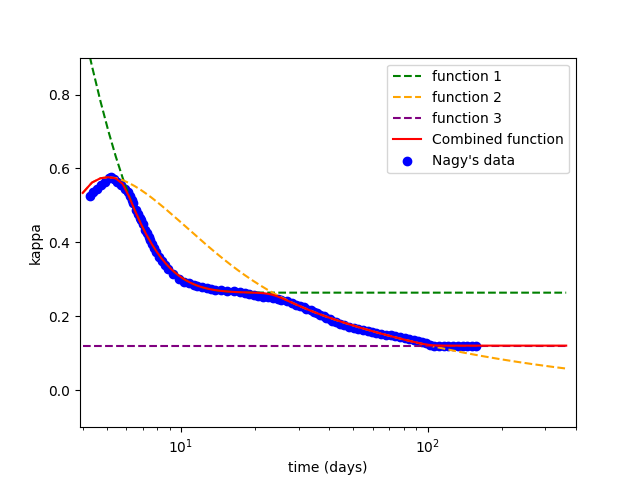 function 1
function 2
function 3
Combined function
Nagy's data
kappa
0.8
0.6
0.4
0.2
0.0
10¹
10²
time (days)